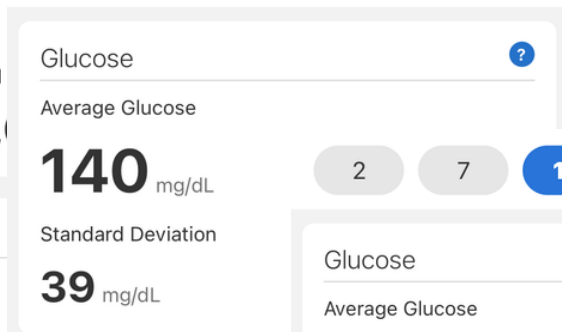 Glucose
?
Average Glucose
140 mg/dL
2
7
Standard Deviation
39 mg/dL
Glucose
Average Glucose